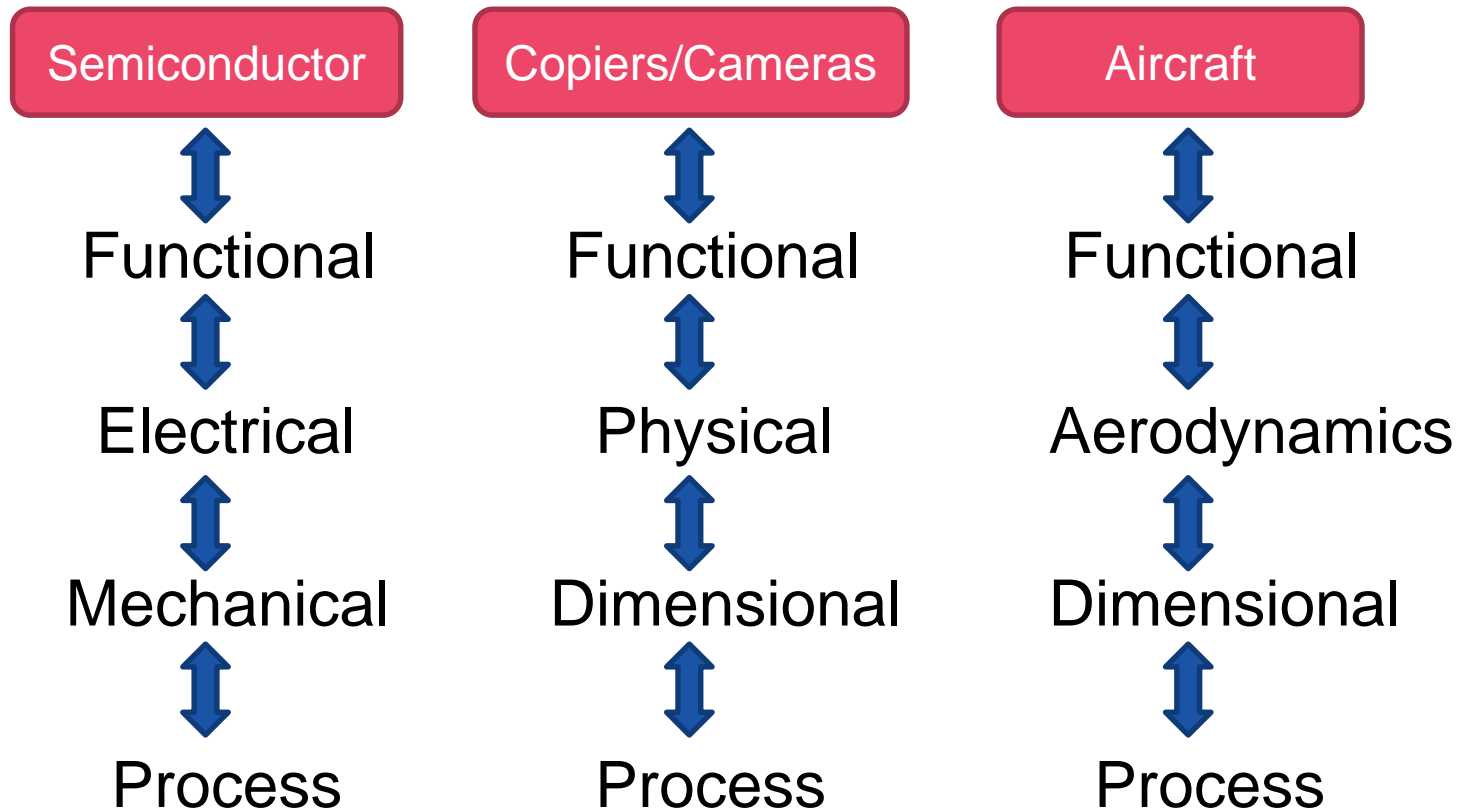 Semiconductor Copiers/Cameras Aircraft
Functional Functional Functional
Electrical Physical Aerodynamics
Mechanical Dimensional Dimensional
Process Process Process